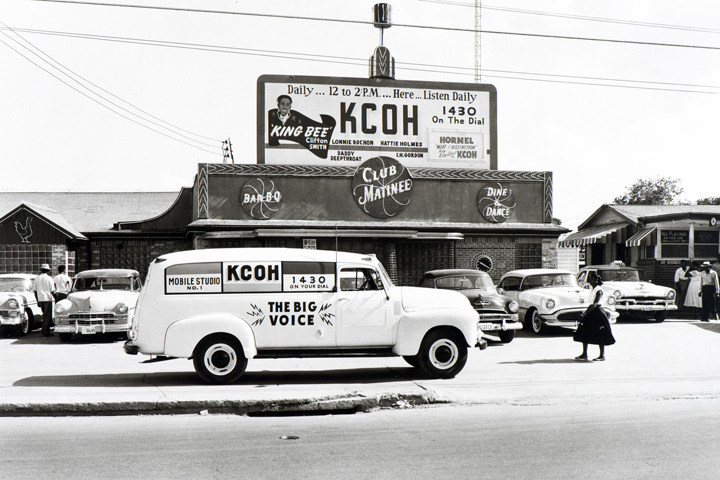 Daily... 12 to 2 P.M.... Here... Listen Daily
"KING BEE"
Clifton
SMITH
KCOH
1430
On The Dial
LONNIE ROCHON HATTIE HOLMES
DADDY DEEPTHROAT I.H. GORDON
HORMEL
KCOH
BAR-B-Q
CLUB
MATINEE
DINE
&
DANCE
MOBILE STUDIO
NO. 1
KCOH
1430
ON YOUR DIAL
THE BIG
VOICE